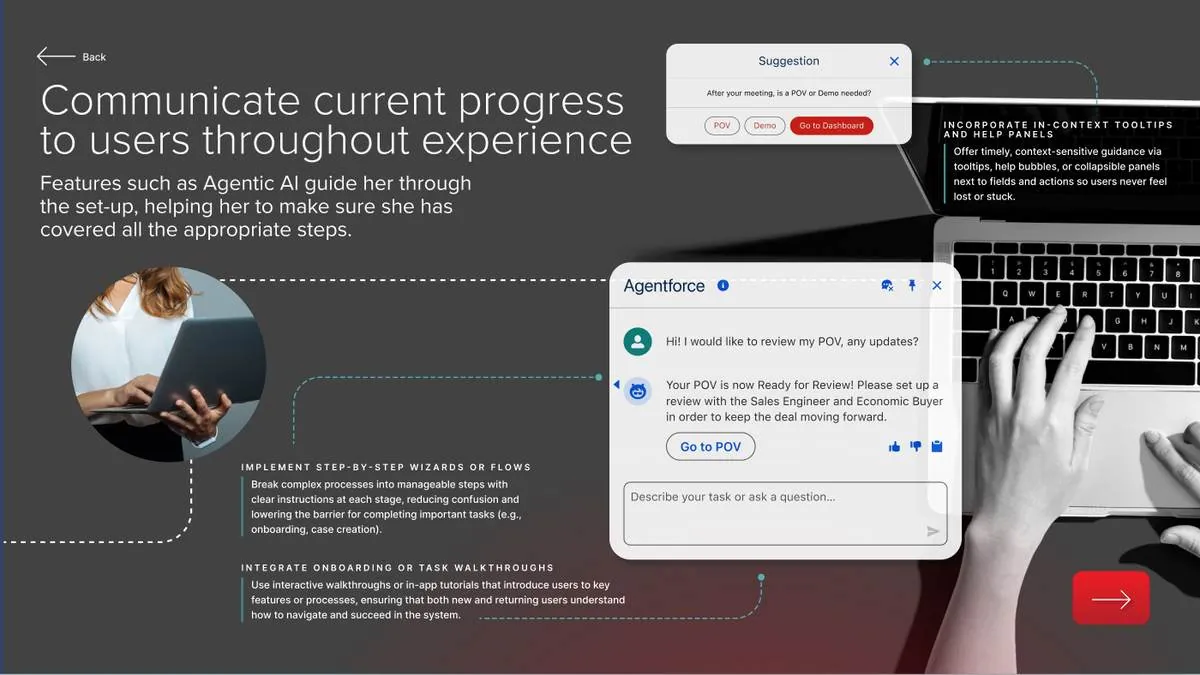 Back
Communicate current progress
to users throughout experience
Features such as Agentic AI guide her through
the set-up, helping her to make sure she has
covered all the appropriate steps.
Suggestion
After your meeting, is a POV or Demo needed?
POV
Demo
Go to Dashboard
INCORPORATE IN-CONTEXT TOOLTIPS
AND HELP PANELS
Offer timely, context-sensitive guidance via
tooltips, help bubbles, or collapsible panels
next to fields and actions so users never feel
lost or stuck.
Agentforce
Hi! I would like to review my POV, any updates?
Your POV is now Ready for Review! Please set up a
review with the Sales Engineer and Economic Buyer
in order to keep the deal moving forward.
Go to POV
Describe your task or ask a question...
IMPLEMENT STEP-BY-STEP WIZARDS OR FLOWS
Break complex processes into manageable steps with
clear instructions at each stage, reducing confusion and
lowering the barrier for completing important tasks (e.g.,
onboarding, case creation).
INTEGRATE ONBOARDING OR TASK WALKTHROUGHS
Use interactive walkthroughs or in-app tutorials that introduce users to key
features or processes, ensuring that both new and returning users understand
how to navigate and succeed in the system.
1 2 3 4 5 6 7 8
Q W E R T Y U I
A
G H J K
V B N M